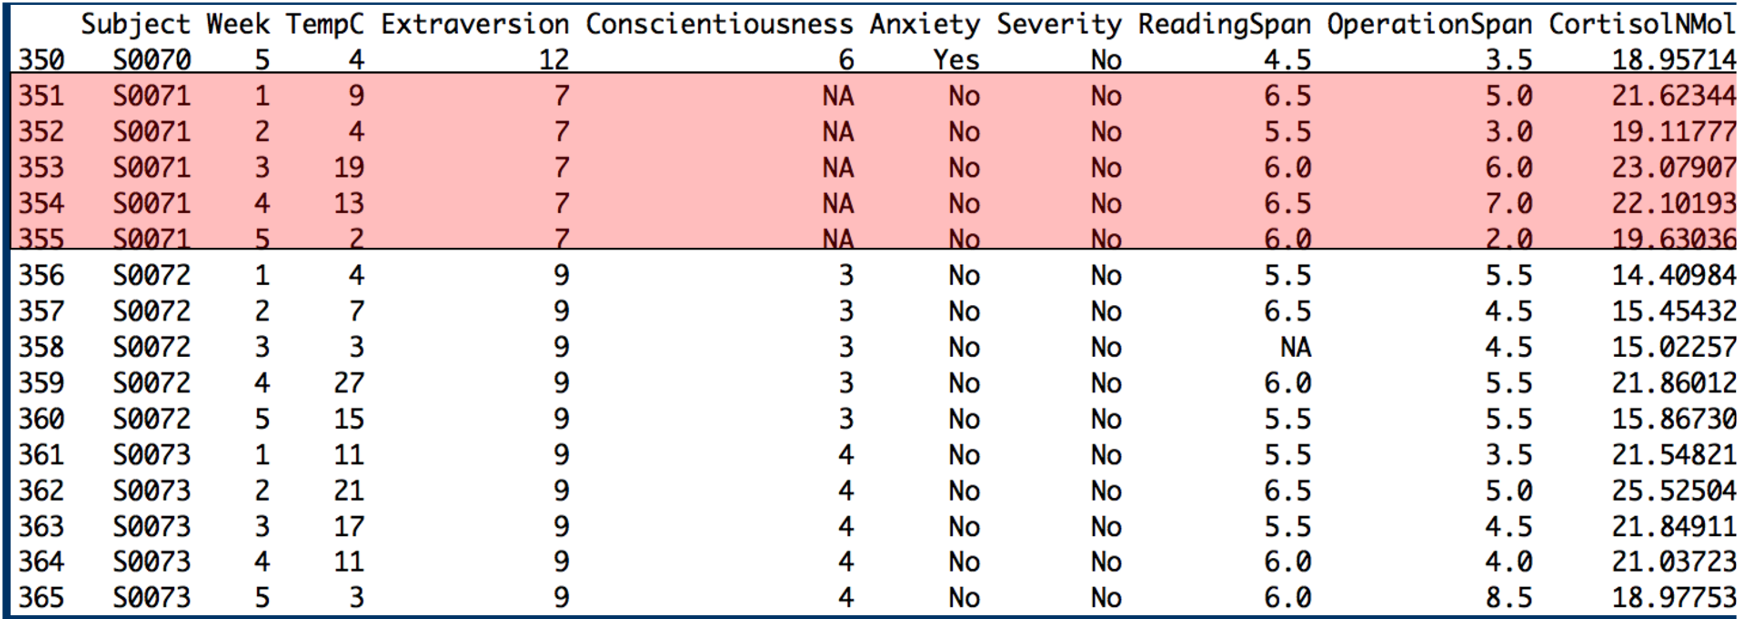 Subject Week TempC Extraversion Conscientiousness Anxiety Severity ReadingSpan OperationSpan CortisolNMol
350 S0070 5 4 12 6 Yes No 4.5 3.5 18.95714
351 S0071 1 9 7 NA No No 6.5 5.0 21.62344
352 S0071 2 4 7 NA No No 5.5 3.0 19.11777
353 S0071 3 19 7 NA No No 6.0 6.0 23.07907
354 S0071 4 13 7 NA No No 6.5 7.0 22.10193
355 S0071 5 2 7 NA No No 6.0 2.0 19.63036
356 S0072 1 4 9 3 No No 5.5 5.5 14.40984
357 S0072 2 7 9 3 No No 6.5 4.5 15.45432
358 S0072 3 3 9 3 No No NA 4.5 15.02257
359 S0072 4 27 9 3 No No 6.0 5.5 21.86012
360 S0072 5 15 9 3 No No 5.5 5.5 15.86730
361 S0073 1 11 9 4 No No 5.5 3.5 21.54821
362 S0073 2 21 9 4 No No 6.5 5.0 25.52504
363 S0073 3 17 9 4 No No 5.5 4.5 21.84911
364 S0073 4 11 9 4 No No 6.0 4.0 21.03723
365 S0073 5 3 9 4 No No 6.0 8.5 18.97753